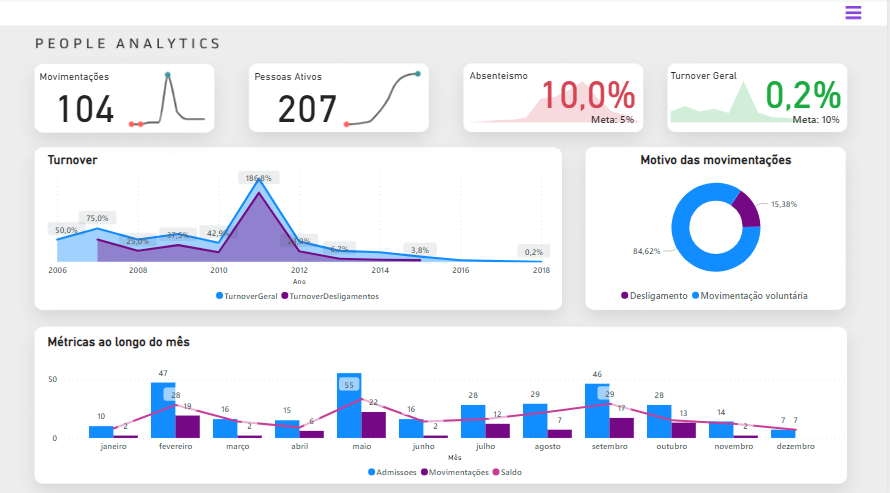 PEOPLE ANALYTICS
Movimentações
104
Pessoas Ativos
207
Absenteismo
10,0%
Meta: 5%
Turnover Geral
0,2%
Meta: 10%
Turnover
50,0%
75,0%
25,0%
37,5%
42,9%
186,8%
6,7%
3,8%
0,2%
2006 2008 2010 2012 2014 2016 2018
Ano
TurnoverGeral TurnoverDesligamentos
Motivo das movimentações
15,38%
84,62%
Desligamento Movimentação voluntária
Métricas ao longo do mês
50
0
10 2 47 28 19 16 2 15 6 55 22 16 2 28 12 29 7 46 29 17 28 13 14 2 7 7
janeiro fevereiro março abril maio junho julho agosto setembro outubro novembro dezembro
Mês
Admissoes Movimentações Saldo